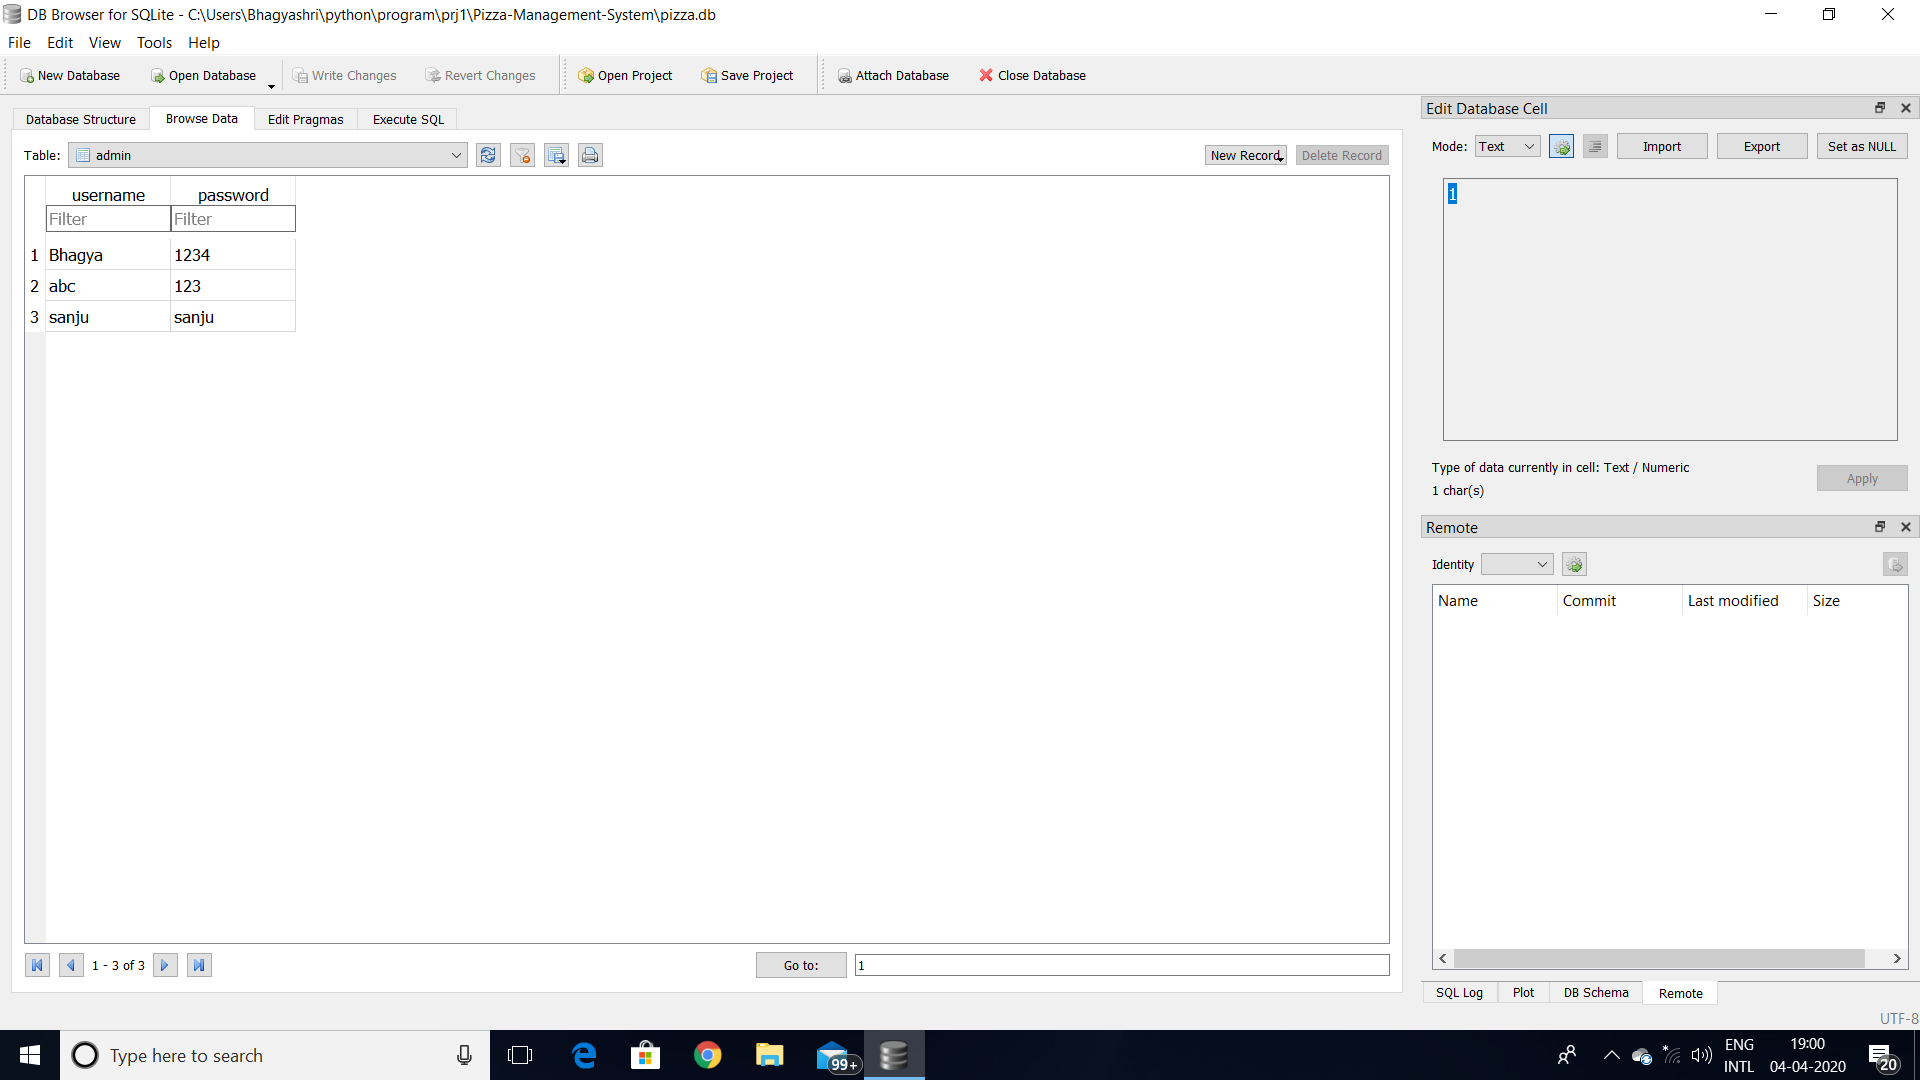 DB Browser for SQLite - C:\Users\Bhagyashri\python\program\prj1\Pizza-Management-System\pizza.db
File Edit View Tools Help
New Database Open Database Write Changes Revert Changes Open Project Save Project Attach Database Close Database
Database Structure Browse Data Edit Pragmas Execute SQL
Table: admin New Record Delete Record
username password
Filter Filter
1 Bhagya 1234
2 abc 123
3 sanju sanju
1 - 3 of 3 Go to: 1
Edit Database Cell
Mode: Text Import Export Set as NULL
1
Type of data currently in cell: Text / Numeric
1 char(s)
Apply
Remote
Identity
Name Commit Last modified Size
SQL Log Plot DB Schema Remote
UTF-8
Type here to search 99+ ENG INTL 19:00 04-04-2020 20